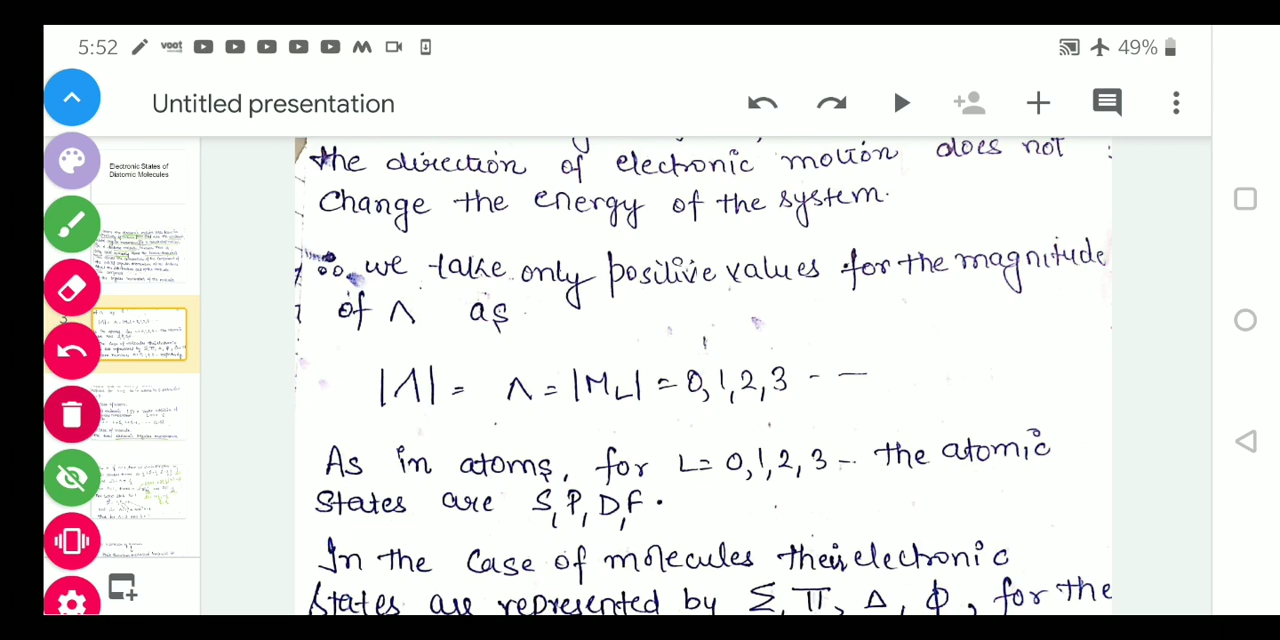 5:52
voot
49%
Untitled presentation
Electronic States of
Diatomic Molecules
3
the direction of electronic motion does not
change the energy of the system.
∴ we take only positive values for the magnitude
of Λ as
|Λ| = Λ = |ML| = 0, 1, 2, 3 - -
As in atoms, for L = 0, 1, 2, 3 - the atomic
states are S, P, D, F.
In the case of molecules their electronic
states are represented by Σ, Π, Δ, Φ, for the